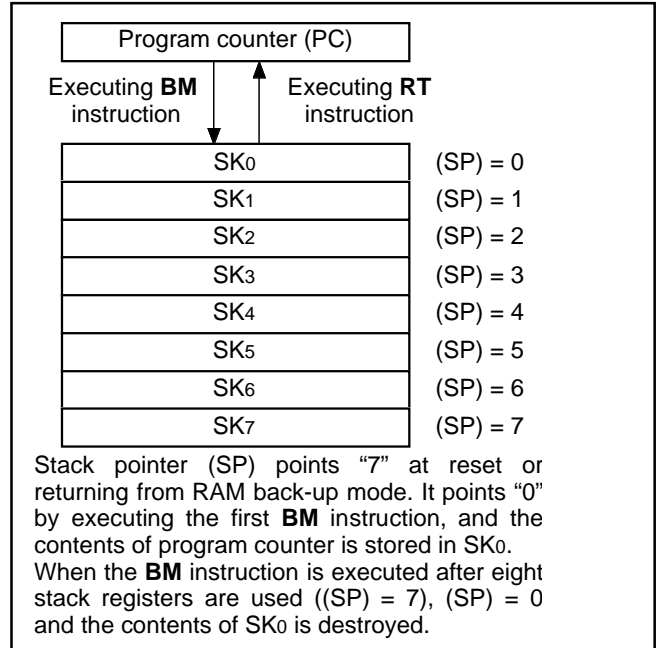 Program counter (PC)
Executing BM
instruction
Executing RT
instruction
SK0 (SP) = 0
SK1 (SP) = 1
SK2 (SP) = 2
SK3 (SP) = 3
SK4 (SP) = 4
SK5 (SP) = 5
SK6 (SP) = 6
SK7 (SP) = 7
Stack pointer (SP) points “7” at reset or
returning from RAM back-up mode. It points “0”
by executing the first BM instruction, and the
contents of program counter is stored in SK0.
When the BM instruction is executed after eight
stack registers are used ((SP) = 7), (SP) = 0
and the contents of SK0 is destroyed.